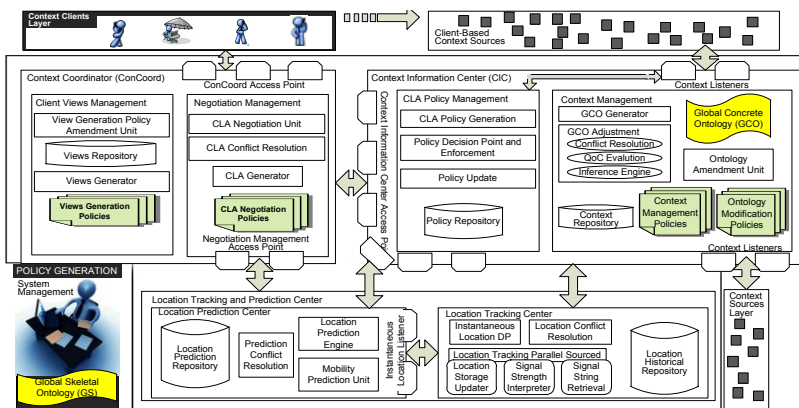 Context Clients
Layer
Client-Based
Context Sources
Context Coordinator (ConCoord)
ConCoord Access Point
Client Views Management
View Generation Policy
Amendment Unit
Views Repository
Views Generator
Views Generation
Policies
Negotiation Management
CLA Negotiation Unit
CLA Conflict Resolution
CLA Generator
CLA Negotiation
Policies
Negotiation Management
Access Point
Context Information Center Access Po
Context Information Center (CIC)
CLA Policy Management
CLA Policy Generation
Policy Decision Point and
Enforcement
Policy Update
Policy Repository
Context Listeners
Context Management
GCO Generator
GCO Adjustment
Conflict Resolution
QoC Evalution
Inference Engine
Global Concrete
Ontology (GCO)
Ontology
Amendment Unit
Context
Repository
Context
Management
Policies
Ontology
Modification
Policies
Context Listeners
POLICY GENERATION
System
Management
Global Skeletal
Ontology (GS)
Location Tracking and Prediction Center
Location Prediction Center
Location
Prediction
Repository
Prediction
Conflict
Resolution
Location
Prediction
Engine
Mobility
Prediction Unit
Instantaneous
Location Listener
Location Tracking Center
Instantaneous
Location DP
Location Conflict
Resolution
Location Tracking Parallel Sourced
Location
Storage
Updater
Signal
Strength
Interpreter
Signal
String
Retrieval
Location
Historical
Repository
Context
Sources
Layer